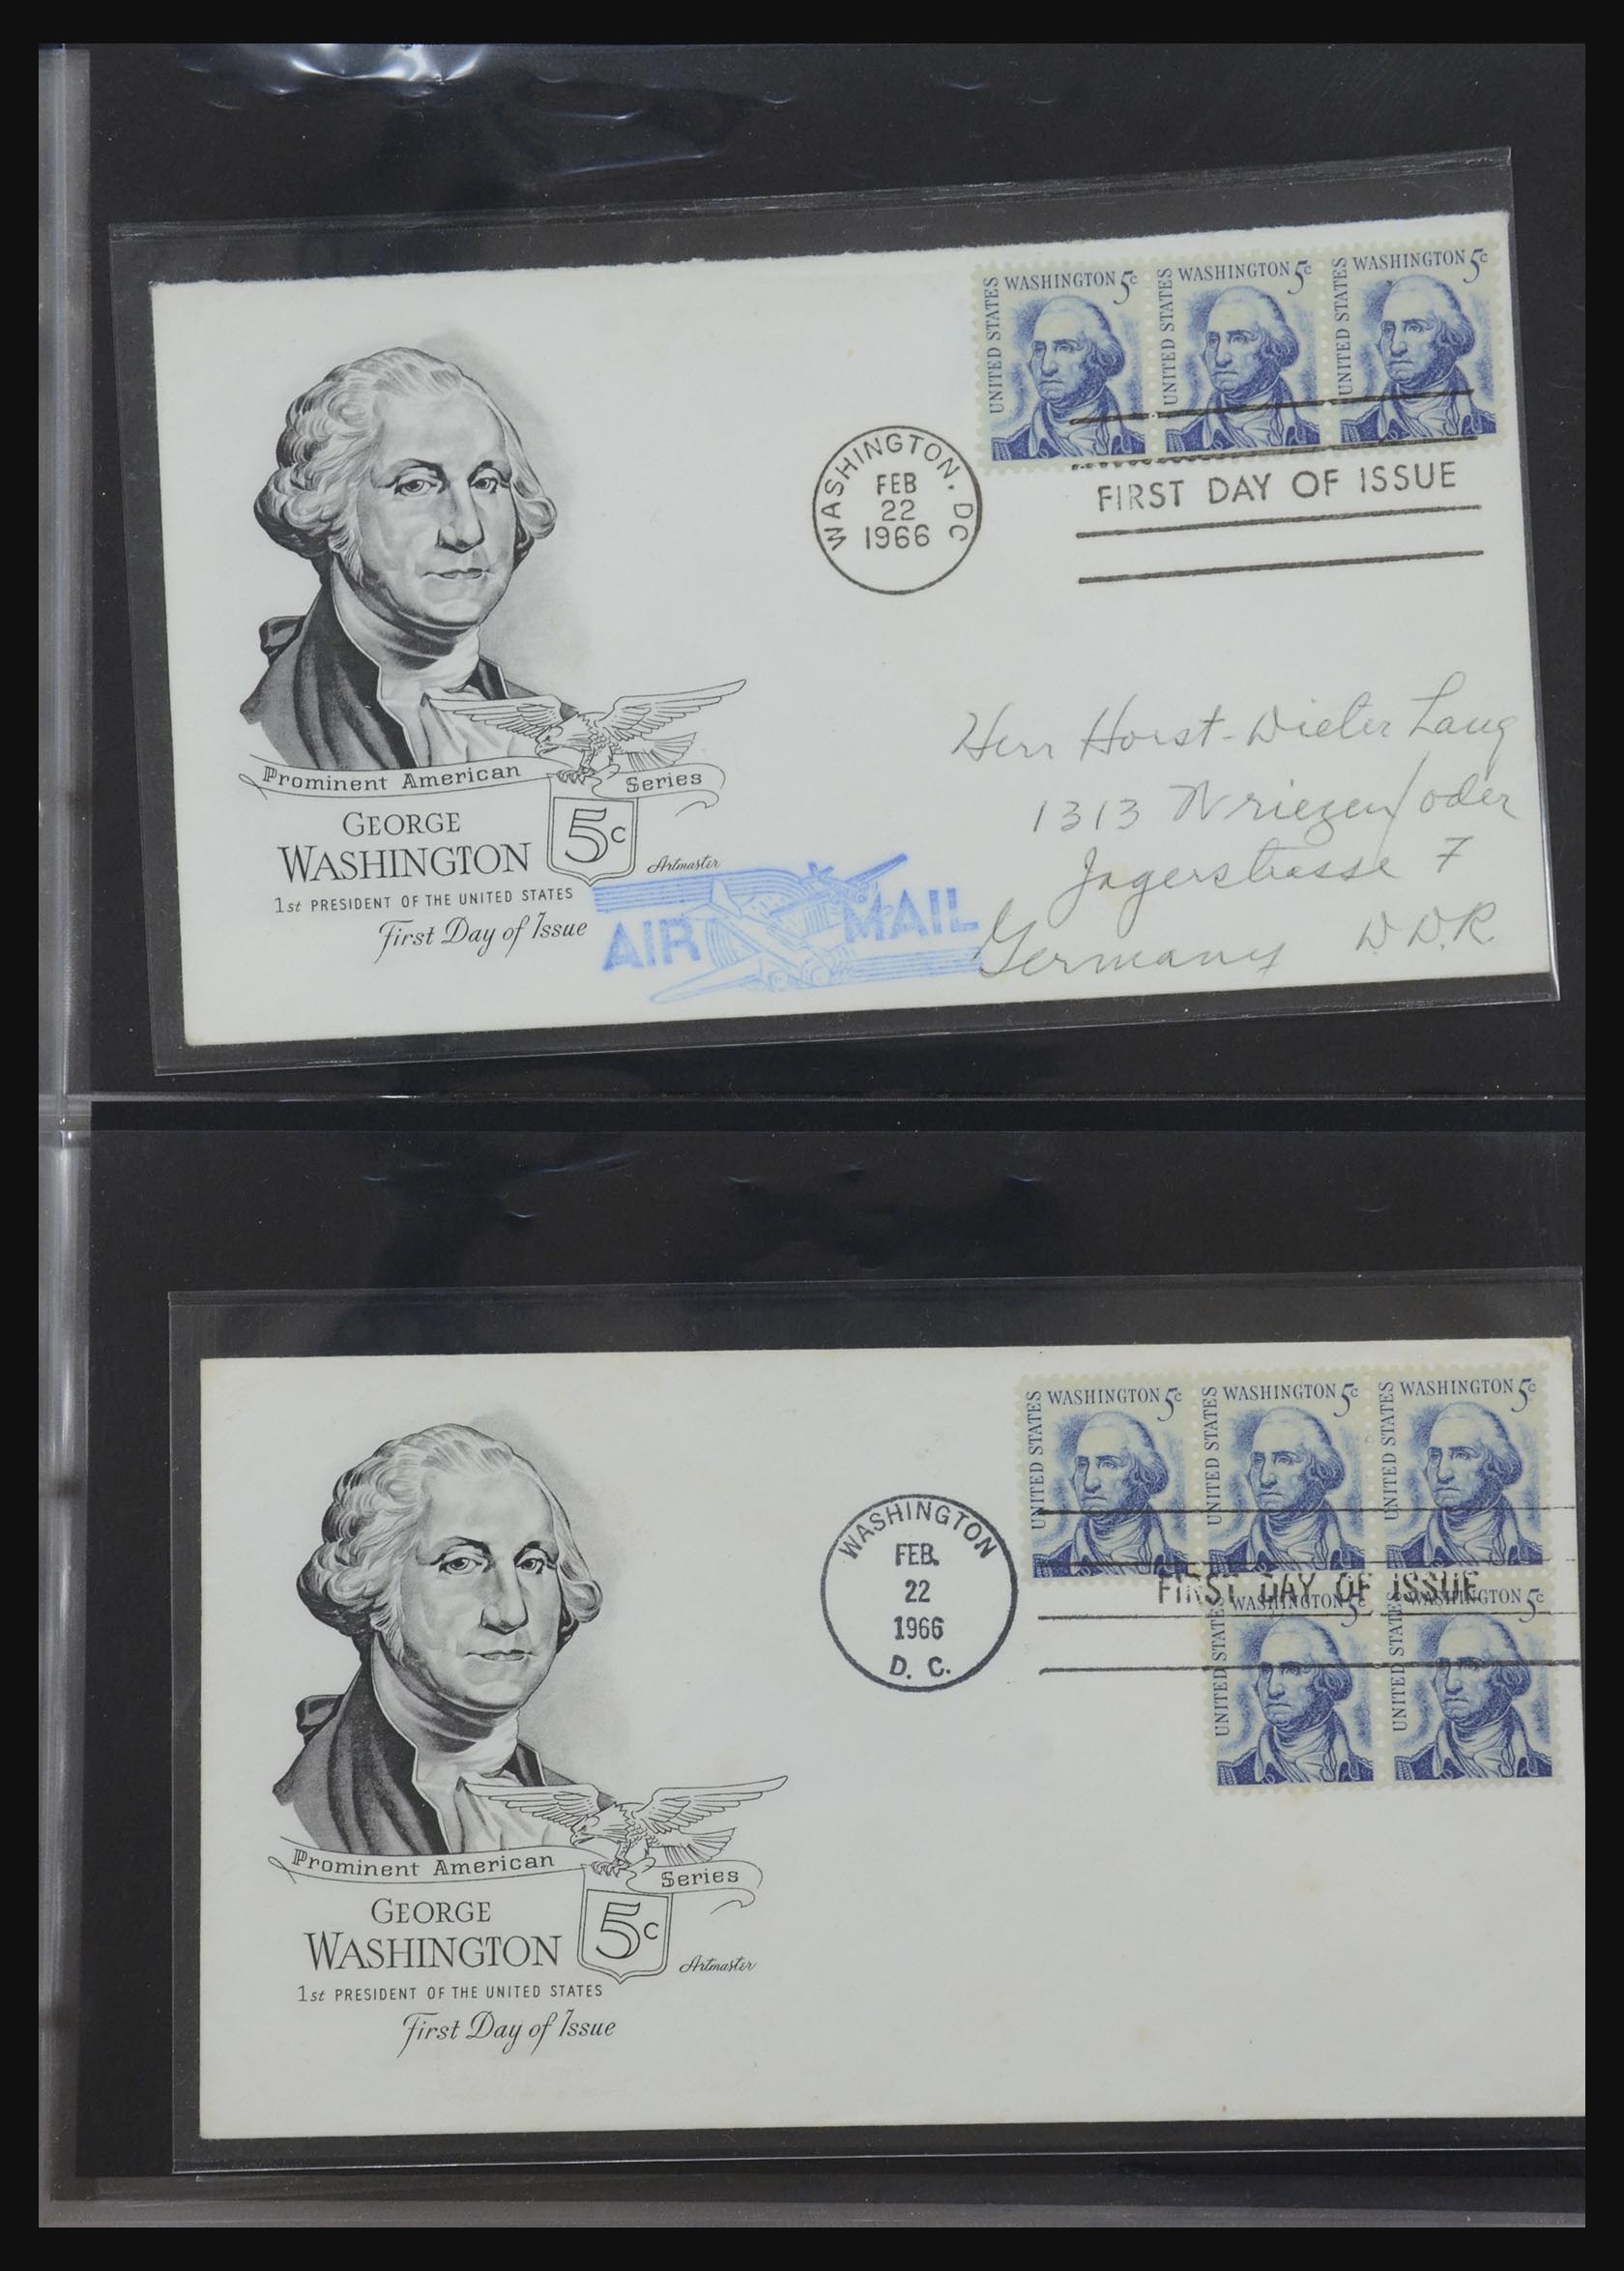 UNITED STATES WASHINGTON 5c
UNITED STATES WASHINGTON 5c
UNITED STATES WASHINGTON 5c
WASHINGTON, DC
FEB
22
1966
FIRST DAY OF ISSUE
Herr Horst-Dieter Lang
1313 Wriezen/oder
Jagerstrasse 7
Germany D.D.R.
Prominent American Series
GEORGE
WASHINGTON 5c
Artmaster
1st PRESIDENT OF THE UNITED STATES
First Day of Issue
AIR MAIL
UNITED STATES WASHINGTON 5c
UNITED STATES WASHINGTON 5c
UNITED STATES WASHINGTON 5c
WASHINGTON
FEB.
22
1966
D. C.
FIRST DAY OF ISSUE
UNITED STATES WASHINGTON 5c
UNITED STATES WASHINGTON 5c
Prominent American Series
GEORGE
WASHINGTON 5c
Artmaster
1st PRESIDENT OF THE UNITED STATES
First Day of Issue